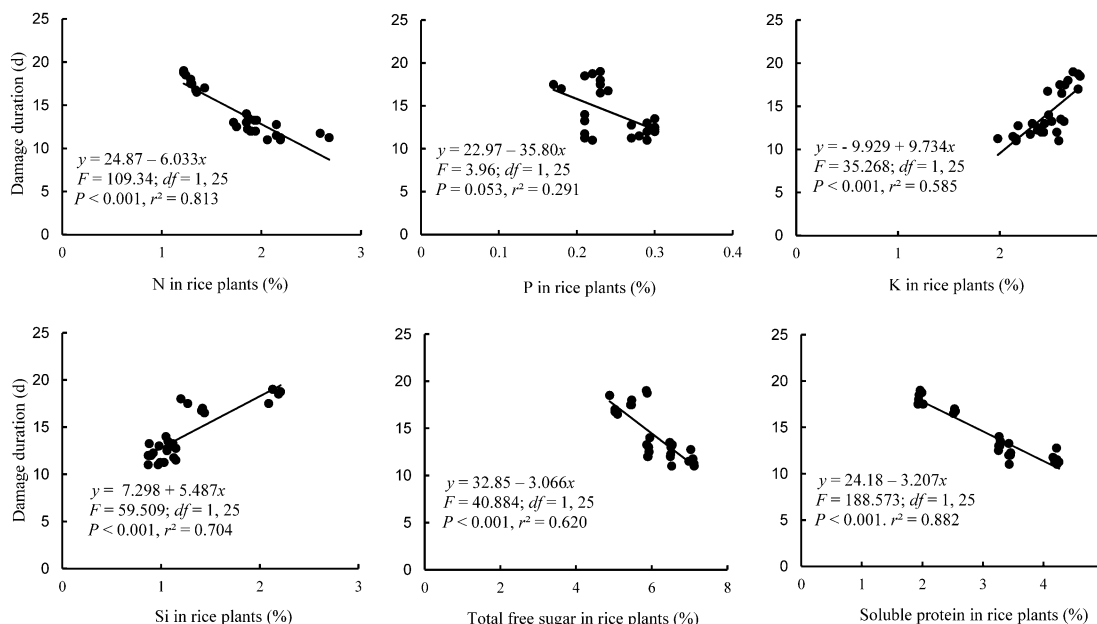 25
20
15
10
5
0
Damage duration (d)
y = 24.87 – 6.033x
F = 109.34; df = 1, 25
P < 0.001, r² = 0.813
0 1 2 3
N in rice plants (%)
25
20
15
10
5
0
y = 22.97 – 35.80x
F = 3.96; df = 1, 25
P = 0.053, r² = 0.291
0 0.1 0.2 0.3 0.4
P in rice plants (%)
25
20
15
10
5
0
y = - 9.929 + 9.734x
F = 35.268; df = 1, 25
P < 0.001, r² = 0.585
0 1 2 3
K in rice plants (%)
25
20
15
10
5
0
Damage duration (d)
y = 7.298 + 5.487x
F = 59.509; df = 1, 25
P < 0.001, r² = 0.704
0 1 2 3
Si in rice plants (%)
25
20
15
10
5
0
y = 32.85 – 3.066x
F = 40.884; df = 1, 25
P < 0.001, r² = 0.620
0 2 4 6 8
Total free sugar in rice plants (%)
25
20
15
10
5
0
y = 24.18 – 3.207x
F = 188.573; df = 1, 25
P < 0.001. r² = 0.882
0 1 2 3 4
Soluble protein in rice plants (%)